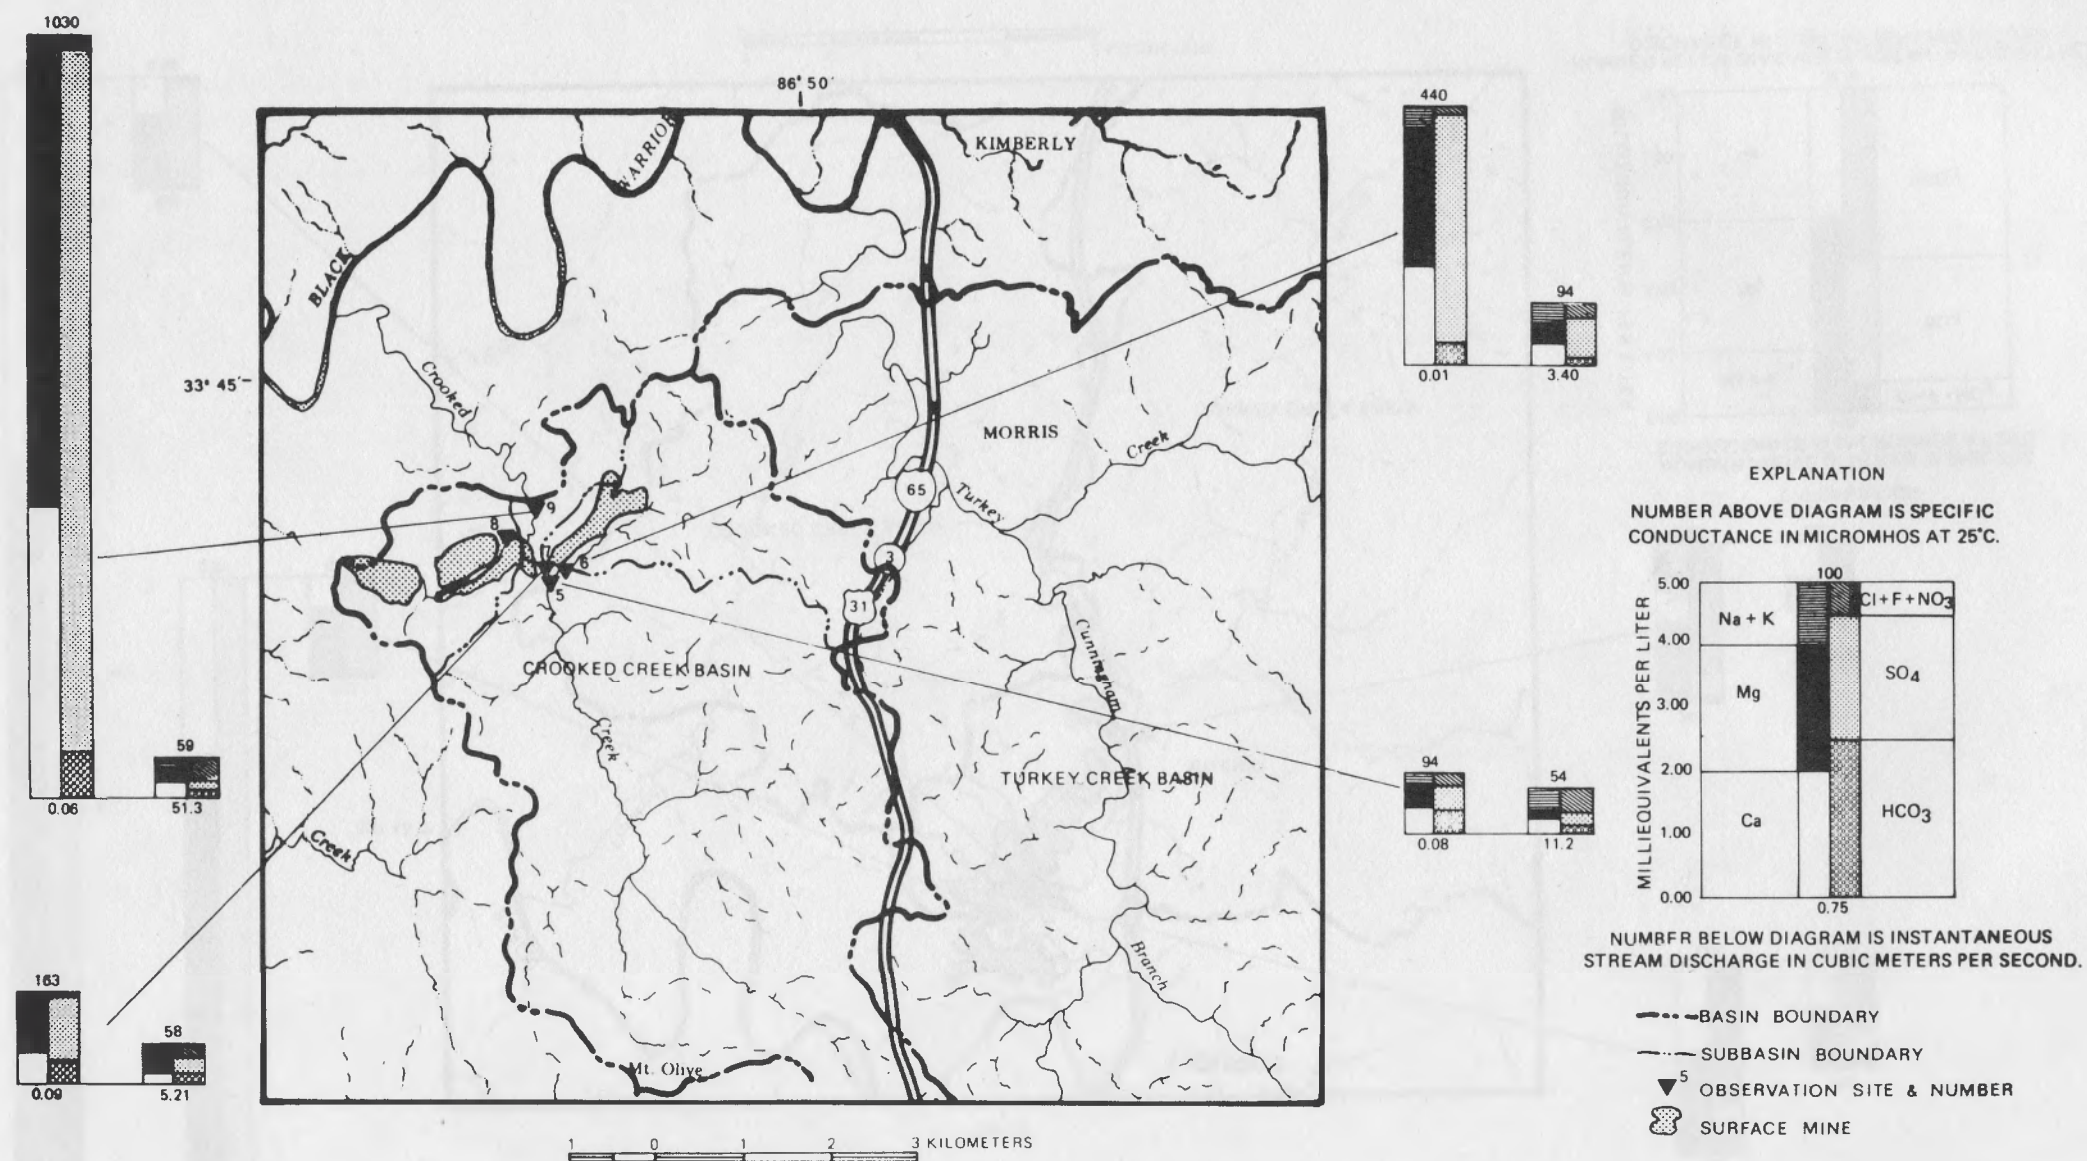 1030
0.06
59
51.3
163
0.09
58
5.21
86° 50′
33° 45′
BLACK
WARRIOR
KIMBERLY
Crooked
MORRIS
Creek
Turkey
65
3
31
9
8
7
6
5
CROOKED CREEK BASIN
Creek
Cunningham
TURKEY CREEK BASIN
Creek
Branch
Mt. Olive
1 0 1 2 3 KILOMETERS
440
0.01
94
3.40
94
0.08
54
11.2
EXPLANATION
NUMBER ABOVE DIAGRAM IS SPECIFIC
CONDUCTANCE IN MICROMHOS AT 25°C.
100
MILLIEQUIVALENTS PER LITER
5.00
4.00
3.00
2.00
1.00
0.00
Na + K
Mg
Ca
Cl+F+NO3
SO4
HCO3
0.75
NUMBER BELOW DIAGRAM IS INSTANTANEOUS
STREAM DISCHARGE IN CUBIC METERS PER SECOND.
BASIN BOUNDARY
SUBBASIN BOUNDARY
5 OBSERVATION SITE & NUMBER
SURFACE MINE